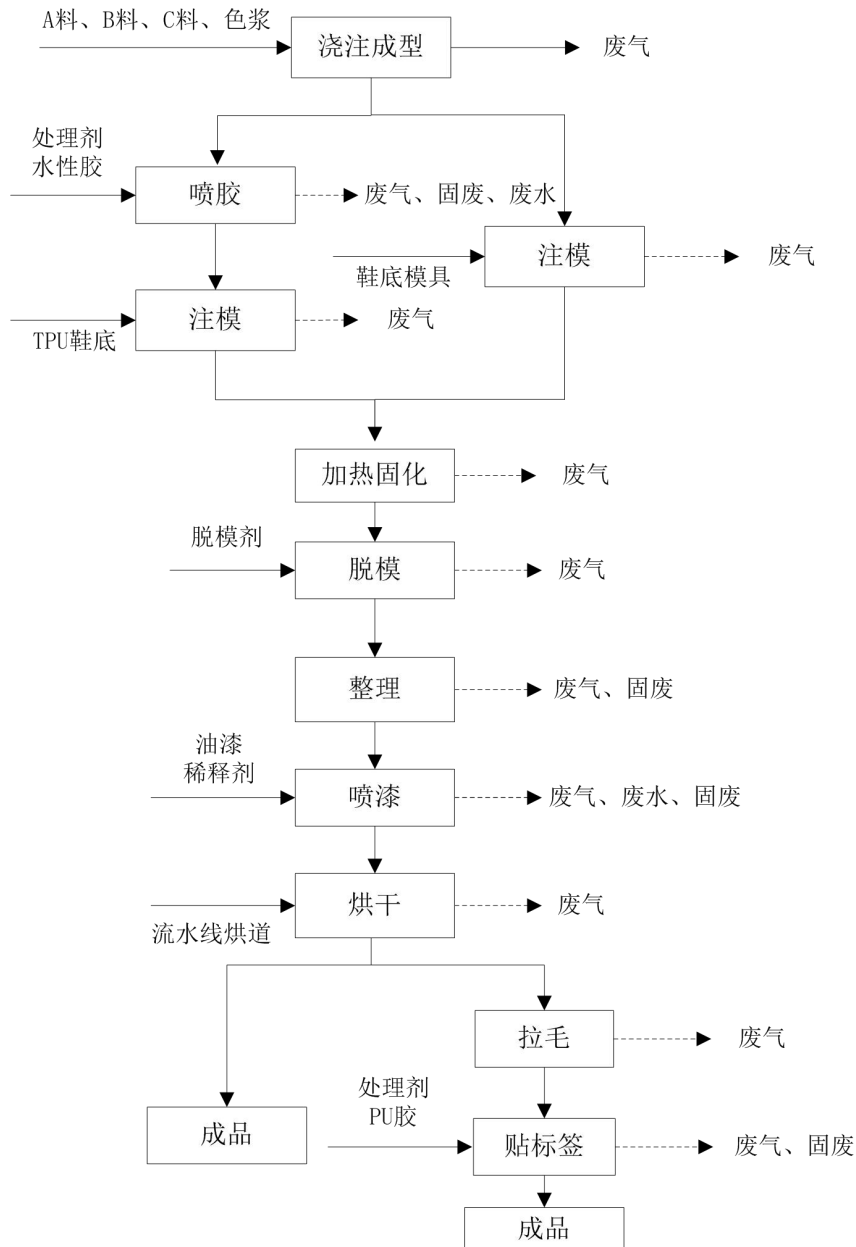 A料、B料、C料、色浆
浇注成型
废气
处理剂
水性胶
喷胶
废气、固废、废水
鞋底模具
注模
废气
TPU鞋底
注模
废气
加热固化
废气
脱模剂
脱模
废气
整理
废气、固废
油漆
稀释剂
喷漆
废气、废水、固废
流水线烘道
烘干
废气
拉毛
废气
成品
处理剂
PU胶
贴标签
废气、固废
成品